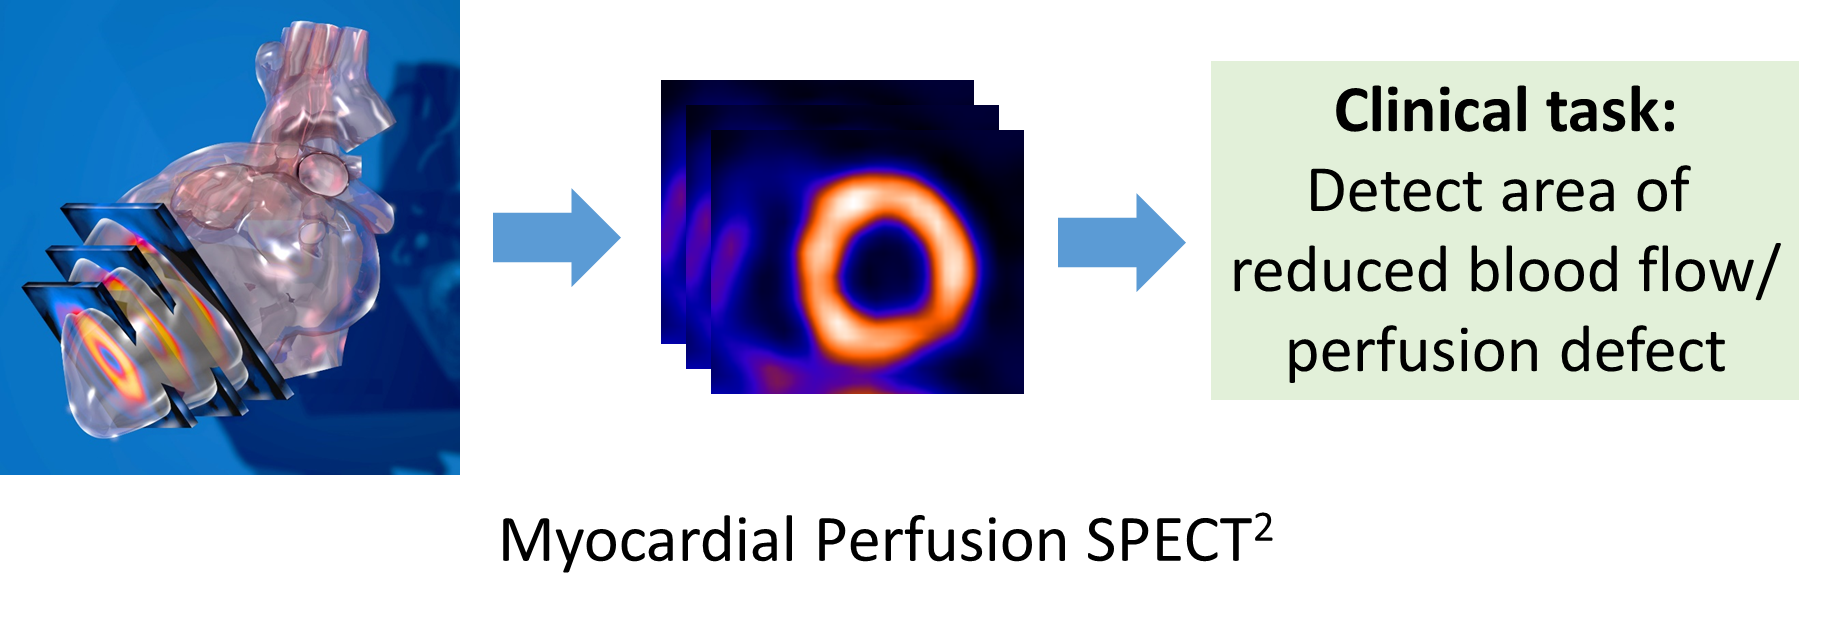 Clinical task:
Detect area of
reduced blood flow/
perfusion defect
Myocardial Perfusion SPECT²